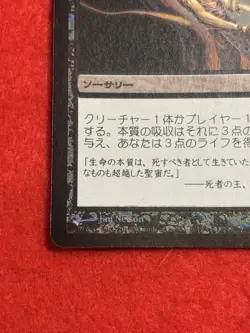 ソーサリー
クリーチャー１体かプレイヤー１
する。本質の吸収はそれに３点の
与え、あなたは３点のライフを得
「生命の本質は、死すべき者として生きていた
なものも超越した聖蜜だ。」
――死者の王、
Jim Nelson